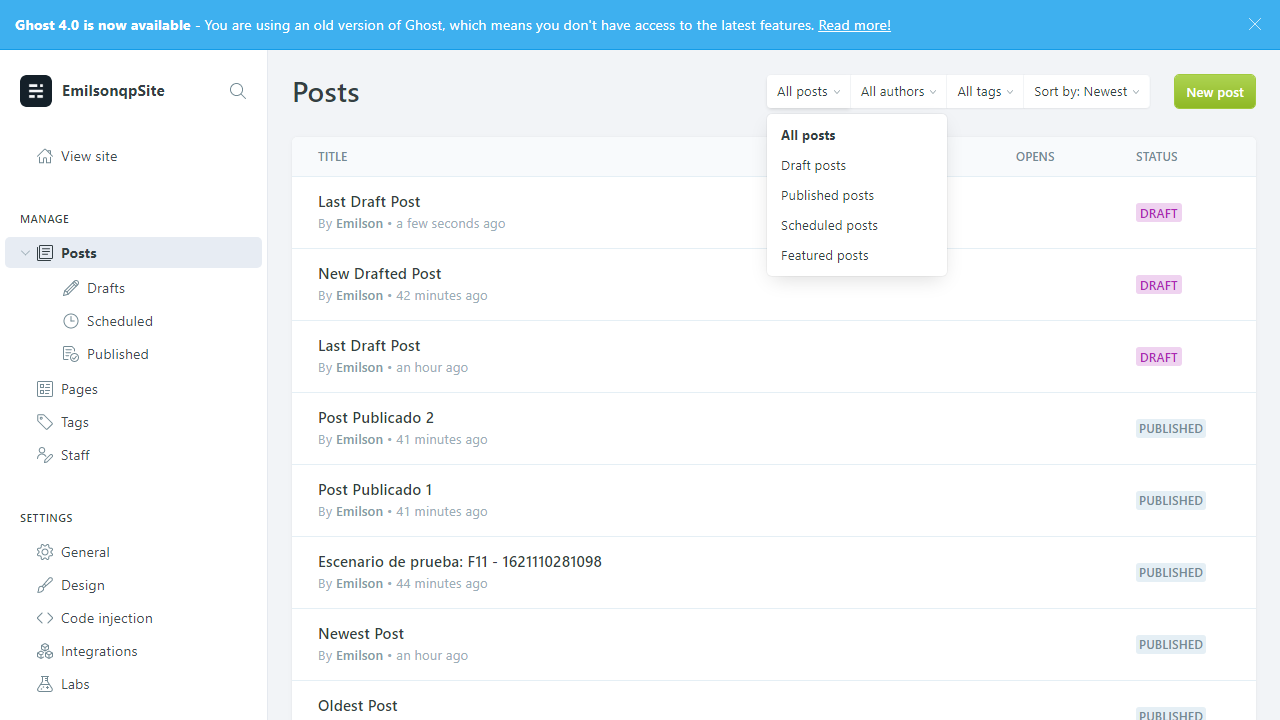 Ghost 4.0 is now available - You are using an old version of Ghost, which means you don't have access to the latest features. Read more!
EmilsonqpSite
View site
MANAGE
Posts
Drafts
Scheduled
Published
Pages
Tags
Staff
SETTINGS
General
Design
Code injection
Integrations
Labs
Posts
All posts
All authors
All tags
Sort by: Newest
New post
All posts
Draft posts
Published posts
Scheduled posts
Featured posts
TITLE
OPENS
STATUS
Last Draft Post
By Emilson • a few seconds ago
DRAFT
New Drafted Post
By Emilson • 42 minutes ago
DRAFT
Last Draft Post
By Emilson • an hour ago
DRAFT
Post Publicado 2
By Emilson • 41 minutes ago
PUBLISHED
Post Publicado 1
By Emilson • 41 minutes ago
PUBLISHED
Escenario de prueba: F11 - 1621110281098
By Emilson • 44 minutes ago
PUBLISHED
Newest Post
By Emilson • an hour ago
PUBLISHED
Oldest Post
PUBLISHED